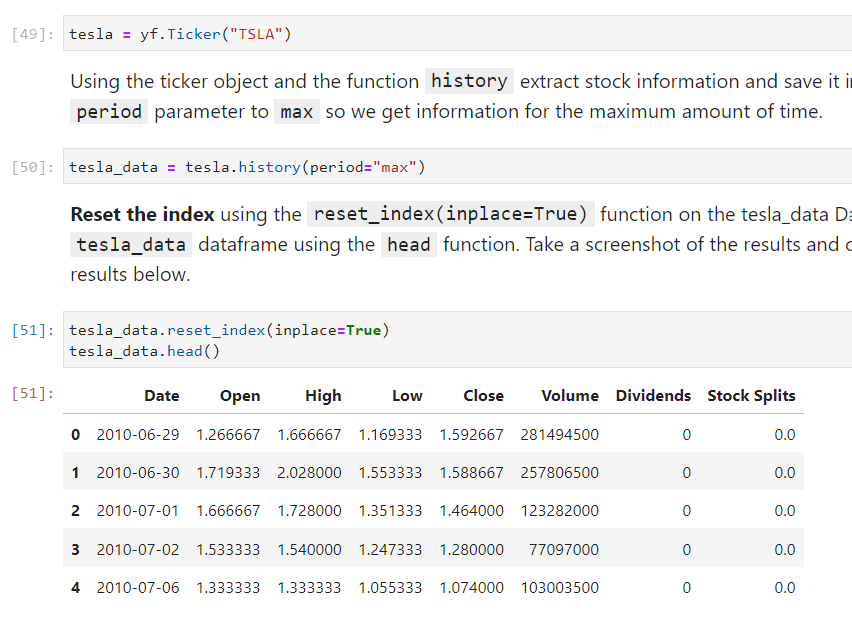 [49]: tesla = yf.Ticker("TSLA")
Using the ticker object and the function history extract stock information and save it i
period parameter to max so we get information for the maximum amount of time.
[50]: tesla_data = tesla.history(period="max")
Reset the index using the reset_index(inplace=True) function on the tesla_data Da
tesla_data dataframe using the head function. Take a screenshot of the results and
results below.
[51]: tesla_data.reset_index(inplace=True)
tesla_data.head()
[51]: Date Open High Low Close Volume Dividends Stock Splits
0 2010-06-29 1.266667 1.666667 1.169333 1.592667 281494500 0 0.0
1 2010-06-30 1.719333 2.028000 1.553333 1.588667 257806500 0 0.0
2 2010-07-01 1.666667 1.728000 1.351333 1.464000 123282000 0 0.0
3 2010-07-02 1.533333 1.540000 1.247333 1.280000 77097000 0 0.0
4 2010-07-06 1.333333 1.333333 1.055333 1.074000 103003500 0 0.0